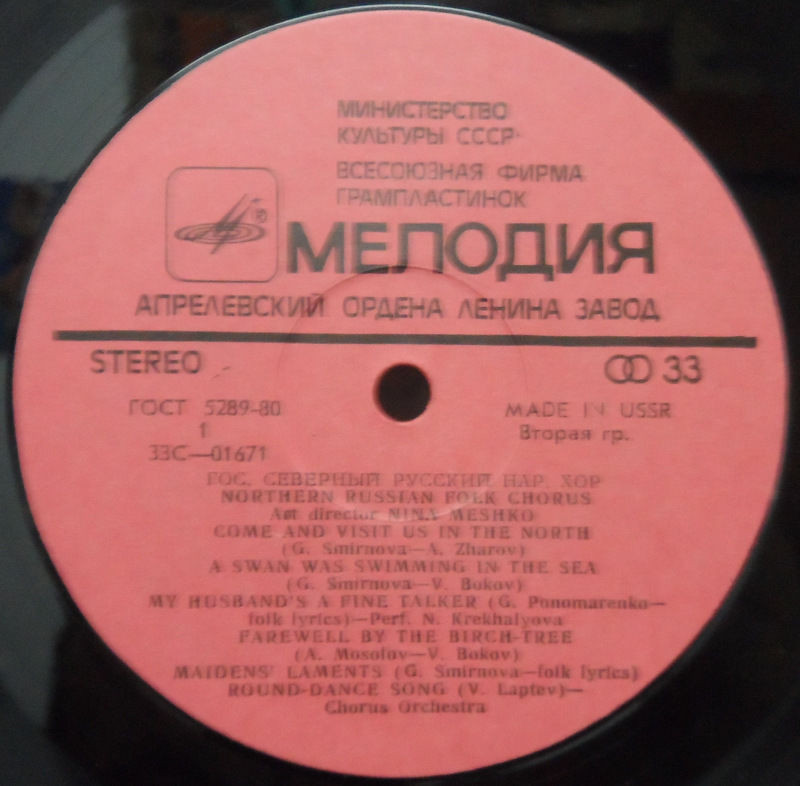 МИНИСТЕРСТВО
КУЛЬТУРЫ СССР
ВСЕСОЮЗНАЯ ФИРМА
ГРАМПЛАСТИНОК
®
МЕЛОДИЯ
АПРЕЛЕВСКИЙ ОРДЕНА ЛЕНИНА ЗАВОД
STEREO
33
ГОСТ 5289-80
MADE IN USSR
1
Вторая гр.
33С—01671
ГОС. СЕВЕРНЫЙ РУССКИЙ НАР. ХОР
NORTHERN RUSSIAN FOLK CHORUS
Art director NINA MESHKO
COME AND VISIT US IN THE NORTH
(G. Smirnova—A. Zharov)
A SWAN WAS SWIMMING IN THE SEA
(G. Smirnova—V. Bokov)
MY HUSBAND'S A FINE TALKER (G. Ponomarenko—
folk lyrics)—Perf. N. Krekhalyova
FAREWELL BY THE BIRCH-TREE
(A. Mosolov—V. Bokov)
MAIDENS' LAMENTS (G. Smirnova—folk lyrics)
ROUND-DANCE SONG (V. Laptev)—
Chorus Orchestra